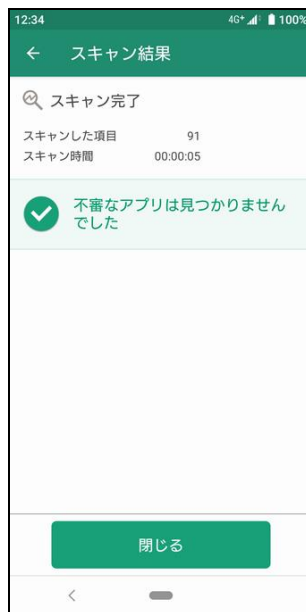 12:34 4G+ 100%
スキャン結果
スキャン完了
スキャンした項目 91
スキャン時間 00:00:05
不審なアプリは見つかりません
でした
閉じる